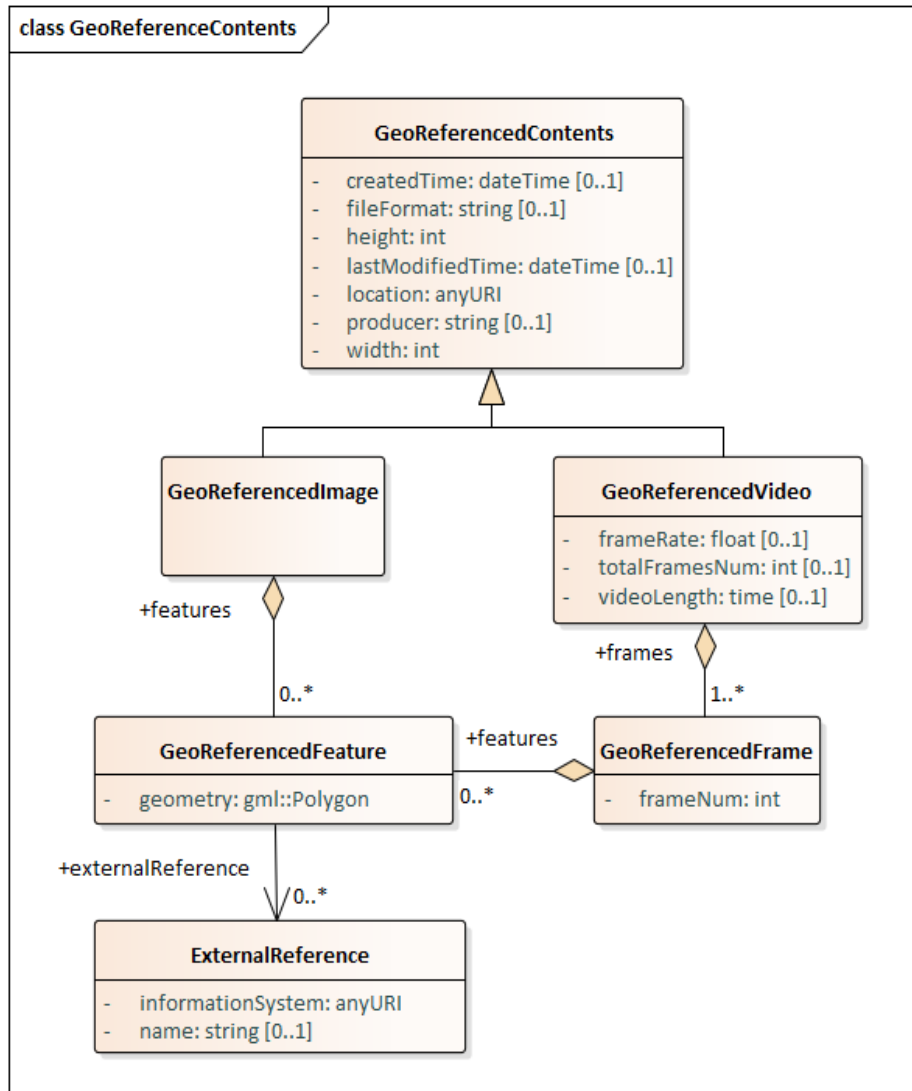 class GeoReferenceContents
GeoReferencedContents
- createdTime: dateTime [0..1]
- fileFormat: string [0..1]
- height: int
- lastModifiedTime: dateTime [0..1]
- location: anyURI
- producer: string [0..1]
- width: int
GeoReferencedImage
GeoReferencedVideo
- frameRate: float [0..1]
- totalFramesNum: int [0..1]
- videoLength: time [0..1]
+features
0..*
+frames
1..*
GeoReferencedFeature
- geometry: gml::Polygon
+features
0..*
GeoReferencedFrame
- frameNum: int
+externalReference
0..*
ExternalReference
- informationSystem: anyURI
- name: string [0..1]